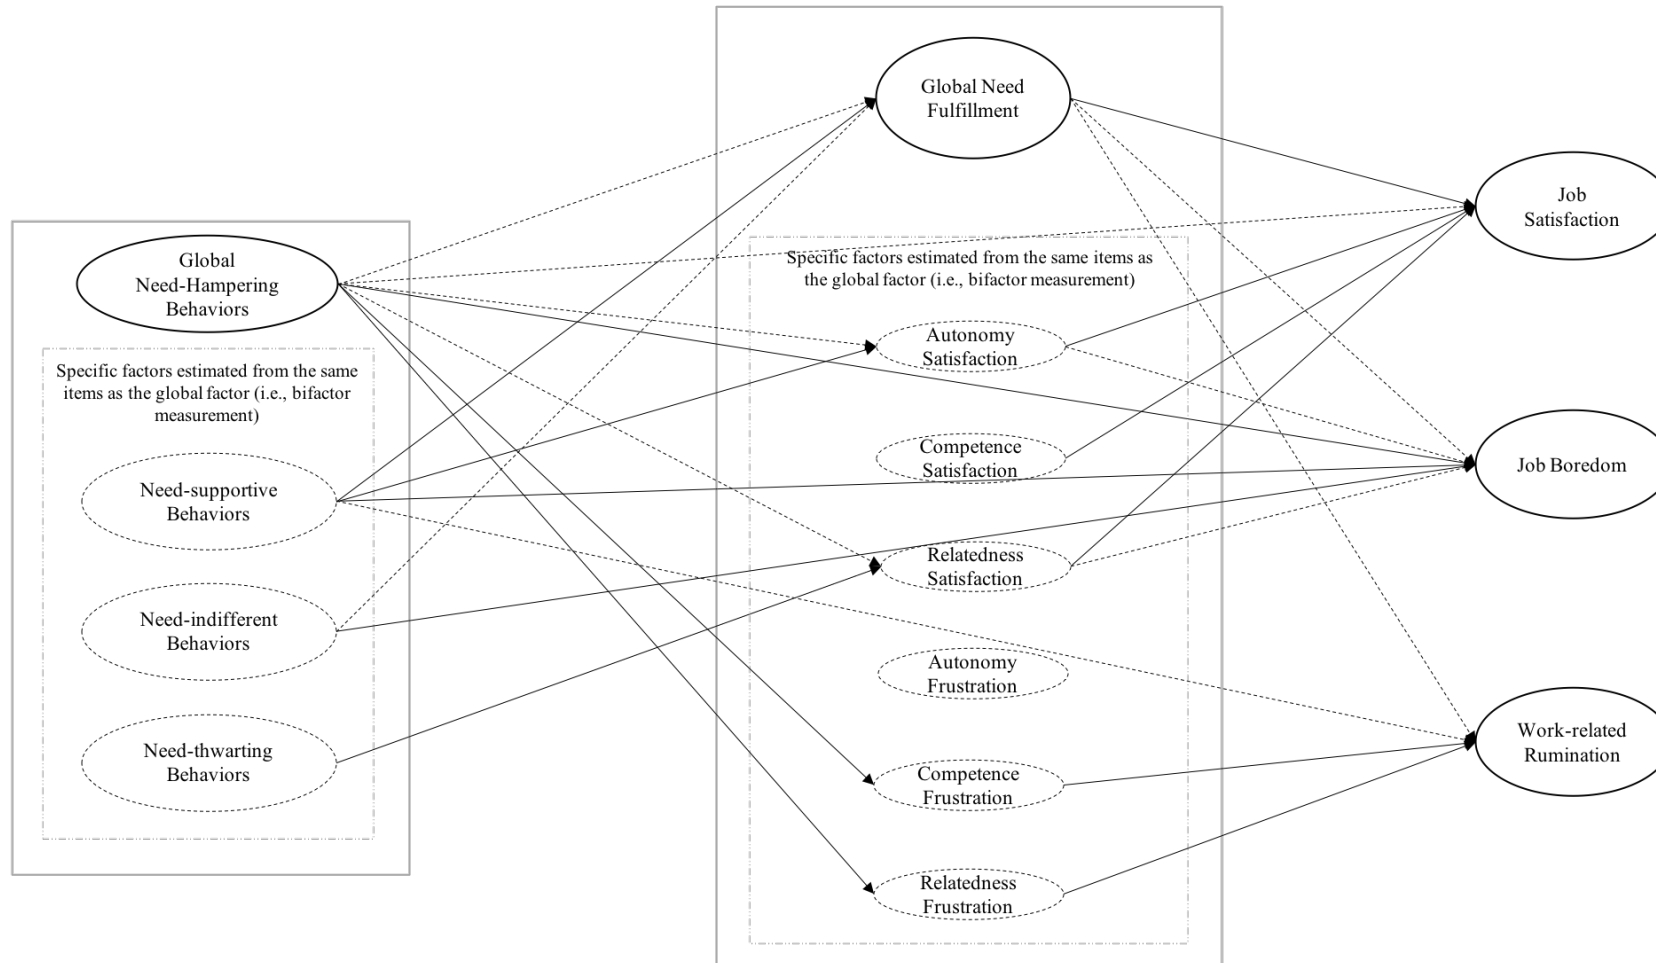 Global
Need-Hampering
Behaviors
Specific factors estimated from the same
items as the global factor (i.e., bifactor
measurement)
Need-supportive
Behaviors
Need-indifferent
Behaviors
Need-thwarting
Behaviors
Global Need
Fulfillment
Specific factors estimated from the same items as
the global factor (i.e., bifactor measurement)
Autonomy
Satisfaction
Competence
Satisfaction
Relatedness
Satisfaction
Autonomy
Frustration
Competence
Frustration
Relatedness
Frustration
Job
Satisfaction
Job Boredom
Work-related
Rumination